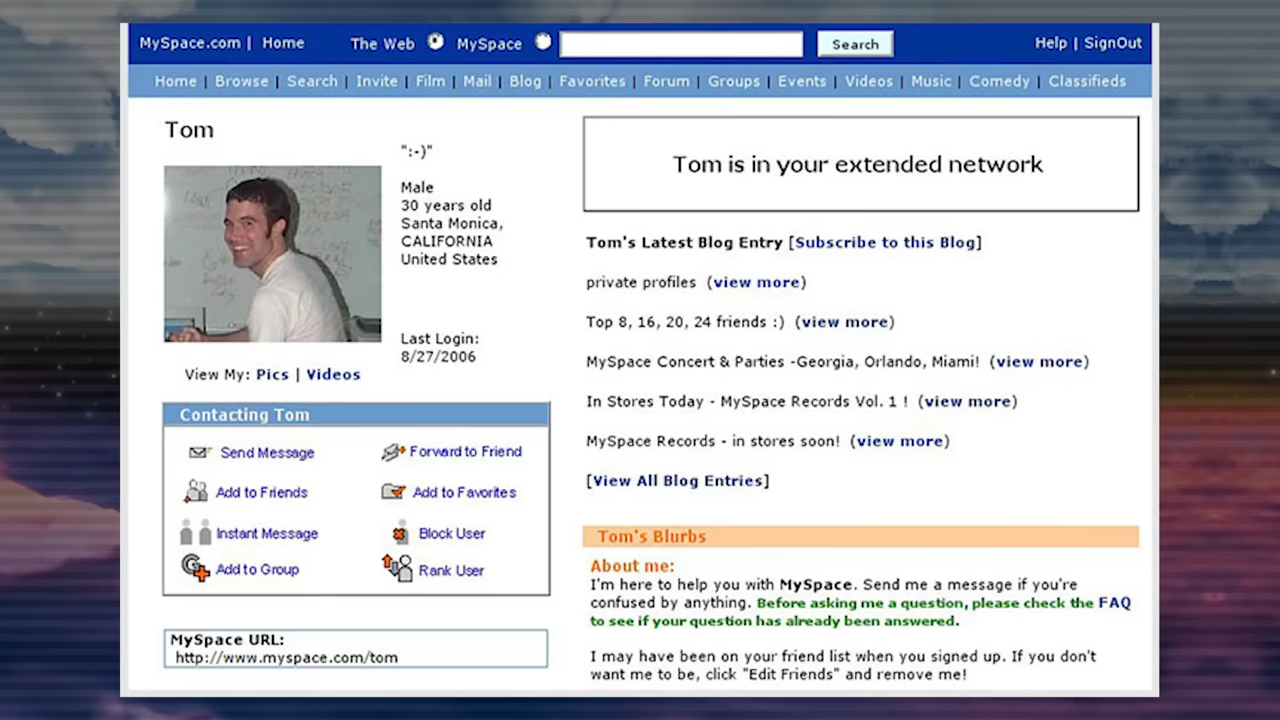 MySpace.com | Home The Web MySpace Search Help | SignOut
Home | Browse | Search | Invite | Film | Mail | Blog | Favorites | Forum | Groups | Events | Videos | Music | Comedy | Classifieds
Tom
":-)"
Male
30 years old
Santa Monica,
CALIFORNIA
United States
Last Login:
8/27/2006
View My: Pics | Videos
Contacting Tom
Send Message
Forward to Friend
Add to Friends
Add to Favorites
Instant Message
Block User
Add to Group
Rank User
MySpace URL:
http://www.myspace.com/tom
Tom is in your extended network
Tom's Latest Blog Entry [Subscribe to this Blog]
private profiles (view more)
Top 8, 16, 20, 24 friends :) (view more)
MySpace Concert & Parties -Georgia, Orlando, Miami! (view more)
In Stores Today - MySpace Records Vol. 1 ! (view more)
MySpace Records - in stores soon! (view more)
[View All Blog Entries]
Tom's Blurbs
About me:
I'm here to help you with MySpace. Send me a message if you're
confused by anything. Before asking me a question, please check the FAQ
to see if your question has already been answered.
I may have been on your friend list when you signed up. If you don't
want me to be, click "Edit Friends" and remove me!